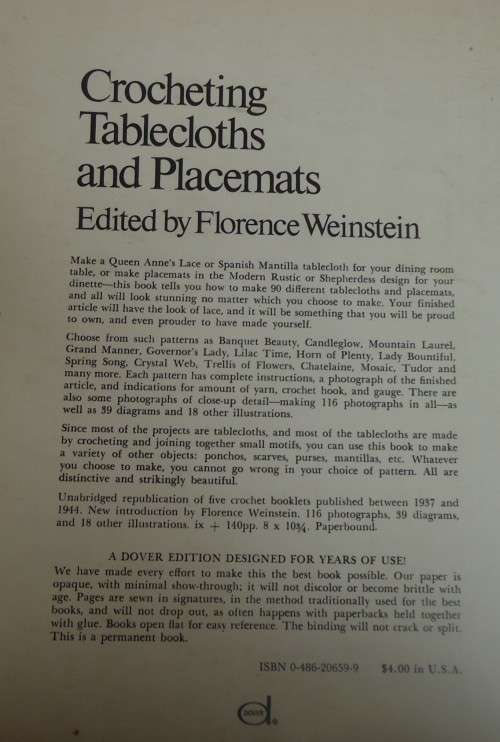 Crocheting
Tablecloths
and Placemats
Edited by Florence Weinstein
Make a Queen Anne's Lace or Spanish Mantilla tablecloth for your dining room
table, or make placemats in the Modern Rustic or Shepherdess design for your
dinette—this book tells you how to make 90 different tablecloths and placemats,
and all will look stunning no matter which you choose to make. Your finished
article will have the look of lace, and it will be something that you will be proud
to own, and even prouder to have made yourself.
Choose from such patterns as Banquet Beauty, Candleglow, Mountain Laurel,
Grand Manner, Governor's Lady, Lilac Time, Horn of Plenty, Lady Bountiful,
Spring Song, Crystal Web, Trellis of Flowers, Chatelaine, Mosaic, Tudor and
many more. Each pattern has complete instructions, a photograph of the finished
article, and indications for amount of yarn, crochet hook, and gauge. There are
also some photographs of close-up detail—making 116 photographs in all—as
well as 39 diagrams and 18 other illustrations.
Since most of the projects are tablecloths, and most of the tablecloths are made
by crocheting and joining together small motifs, you can use this book to make
a variety of other objects: ponchos, scarves, purses, mantillas, etc. Whatever
you choose to make, you cannot go wrong in your choice of pattern. All are
distinctive and strikingly beautiful.
Unabridged republication of five crochet booklets published between 1937 and
1944. New introduction by Florence Weinstein. 116 photographs, 39 diagrams,
and 18 other illustrations. ix + 140pp. 8 x 10¾. Paperbound.
A DOVER EDITION DESIGNED FOR YEARS OF USE!
We have made every effort to make this the best book possible. Our paper is
opaque, with minimal show-through; it will not discolor or become brittle with
age. Pages are sewn in signatures, in the method traditionally used for the best
books, and will not drop out, as often happens with paperbacks held together
with glue. Books open flat for easy reference. The binding will not crack or split.
This is a permanent book.
ISBN 0-486-20659-9 $4.00 in U.S.A.
DOVER